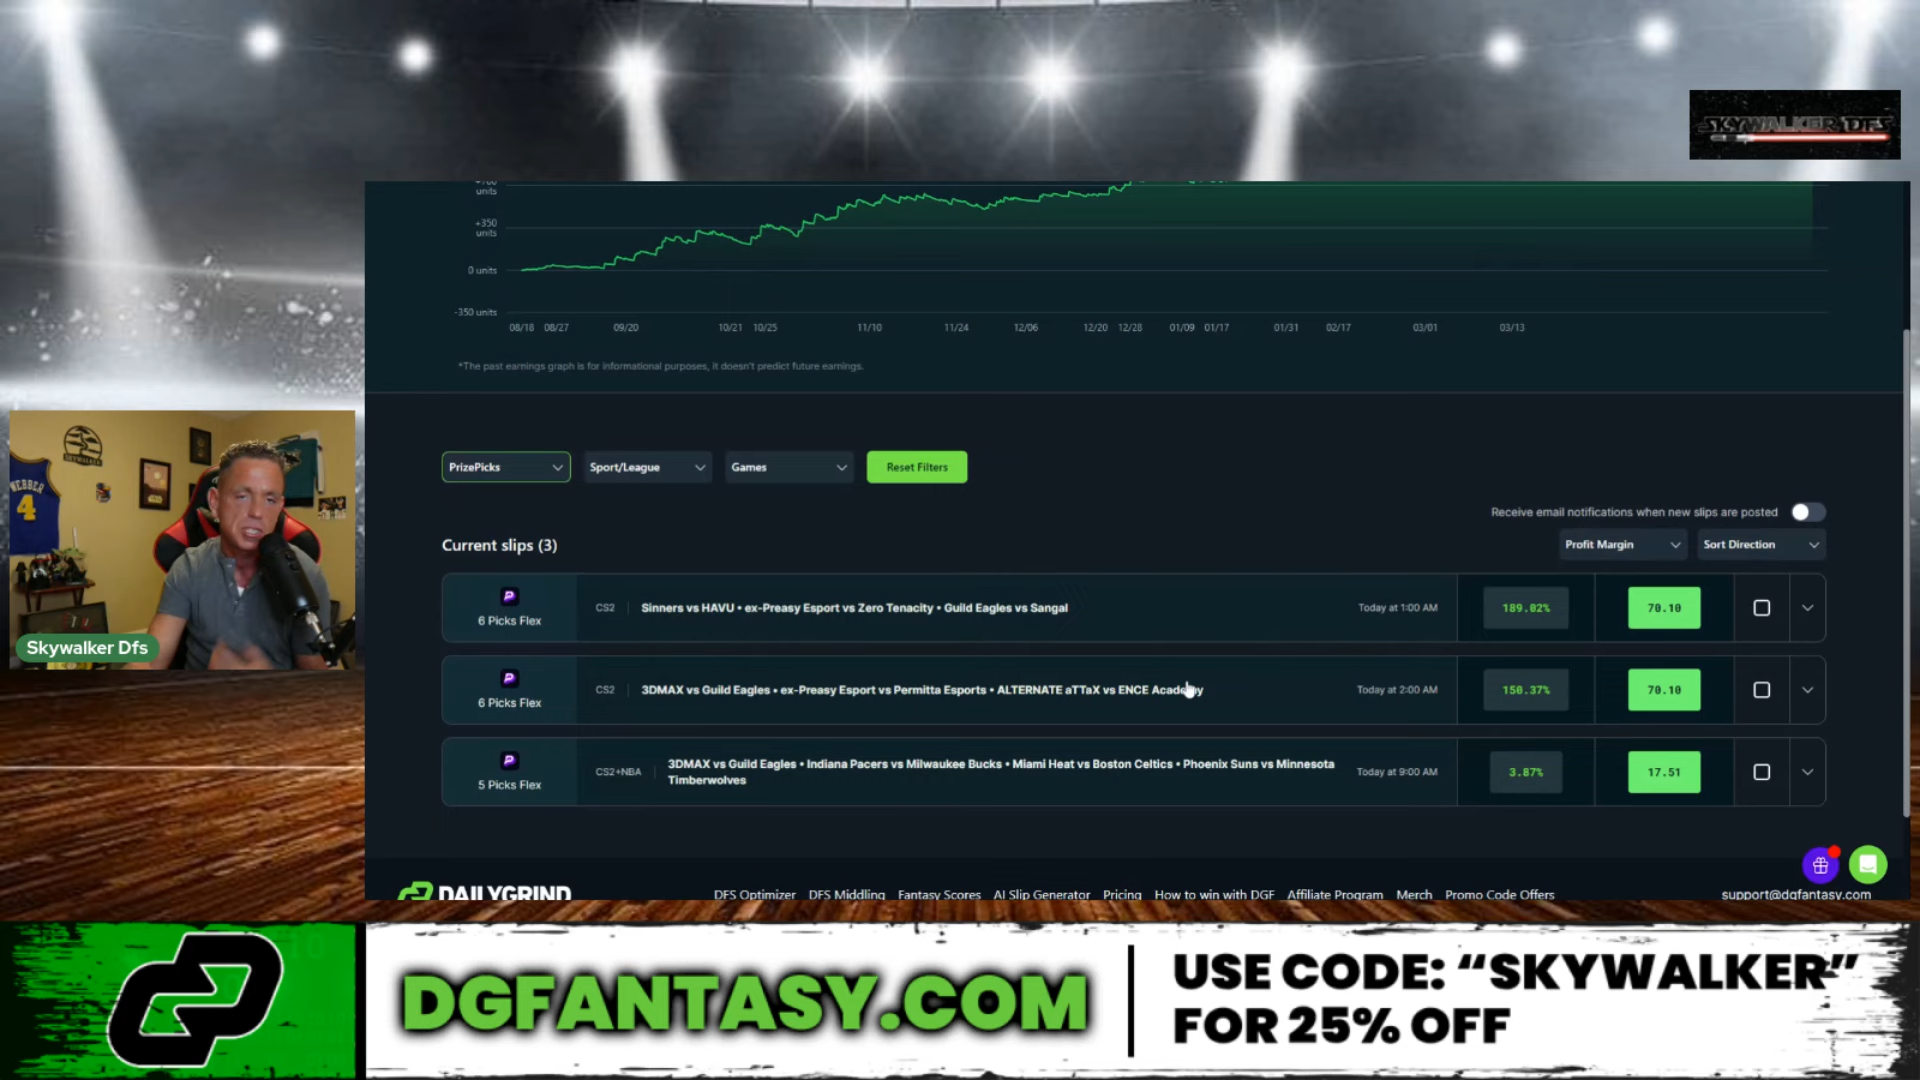 SKYWALKER DFS
units
+350
units
0 units
-350 units
08/18 08/27 09/20 10/21 10/25 11/10 11/24 12/06 12/20 12/28 01/09 01/17 01/31 02/17 03/01 03/13
*The past earnings graph is for informational purposes, it doesn't predict future earnings.
PrizePicks Sport/League Games Reset Filters
Receive email notifications when new slips are posted
Current slips (3)
Profit Margin Sort Direction
6 Picks Flex CS2 Sinners vs HAVU • ex-Preasy Esport vs Zero Tenacity • Guild Eagles vs Sangal Today at 1:00 AM 189.02% 70.10
6 Picks Flex CS2 3DMAX vs Guild Eagles • ex-Preasy Esport vs Permitta Esports • ALTERNATE aTTaX vs ENCE Academy Today at 2:00 AM 150.37% 70.10
5 Picks Flex CS2+NBA 3DMAX vs Guild Eagles • Indiana Pacers vs Milwaukee Bucks • Miami Heat vs Boston Celtics • Phoenix Suns vs Minnesota
Timberwolves Today at 9:00 AM 3.87% 17.51
WEBBER
4
Skywalker Dfs
DAILYGRIND DFS Optimizer DFS Middling Fantasy Scores AI Slip Generator Pricing How to win with DGF Affiliate Program Merch Promo Code Offers support@dgfantasy.com
DGFANTASY.COM
USE CODE: “SKYWALKER”
FOR 25% OFF